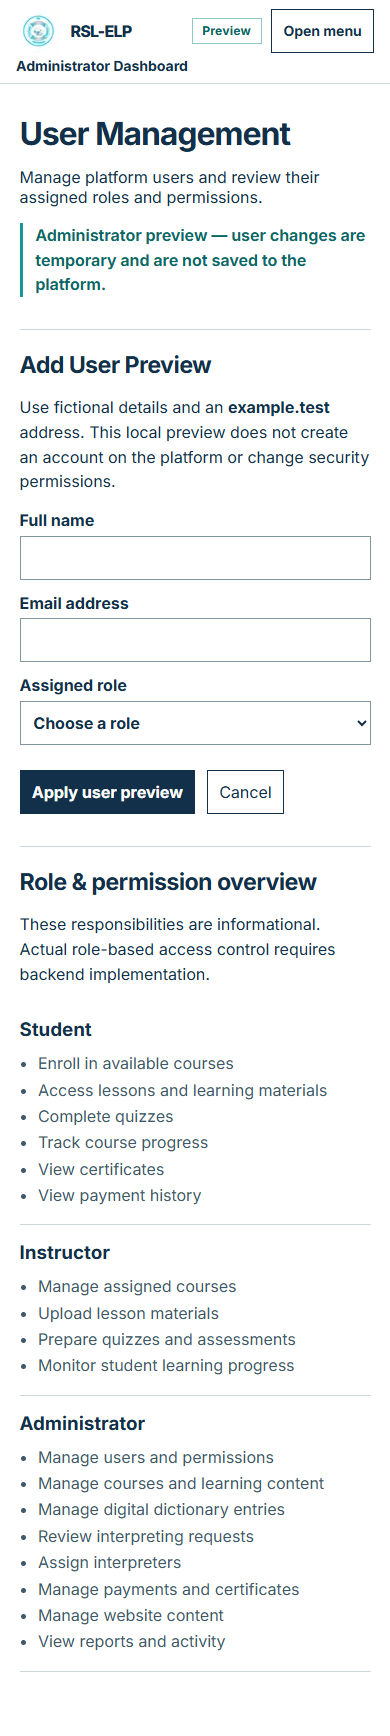 RSL-ELP
Preview
Open menu
Administrator Dashboard
User Management
Manage platform users and review their
assigned roles and permissions.
Administrator preview — user changes are
temporary and are not saved to the
platform.
Add User Preview
Use fictional details and an example.test
address. This local preview does not create
an account on the platform or change security
permissions.
Full name
Email address
Assigned role
Choose a role
Apply user preview
Cancel
Role & permission overview
These responsibilities are informational.
Actual role-based access control requires
backend implementation.
Student
• Enroll in available courses
• Access lessons and learning materials
• Complete quizzes
• Track course progress
• View certificates
• View payment history
Instructor
• Manage assigned courses
• Upload lesson materials
• Prepare quizzes and assessments
• Monitor student learning progress
Administrator
• Manage users and permissions
• Manage courses and learning content
• Manage digital dictionary entries
• Review interpreting requests
• Assign interpreters
• Manage payments and certificates
• Manage website content
• View reports and activity